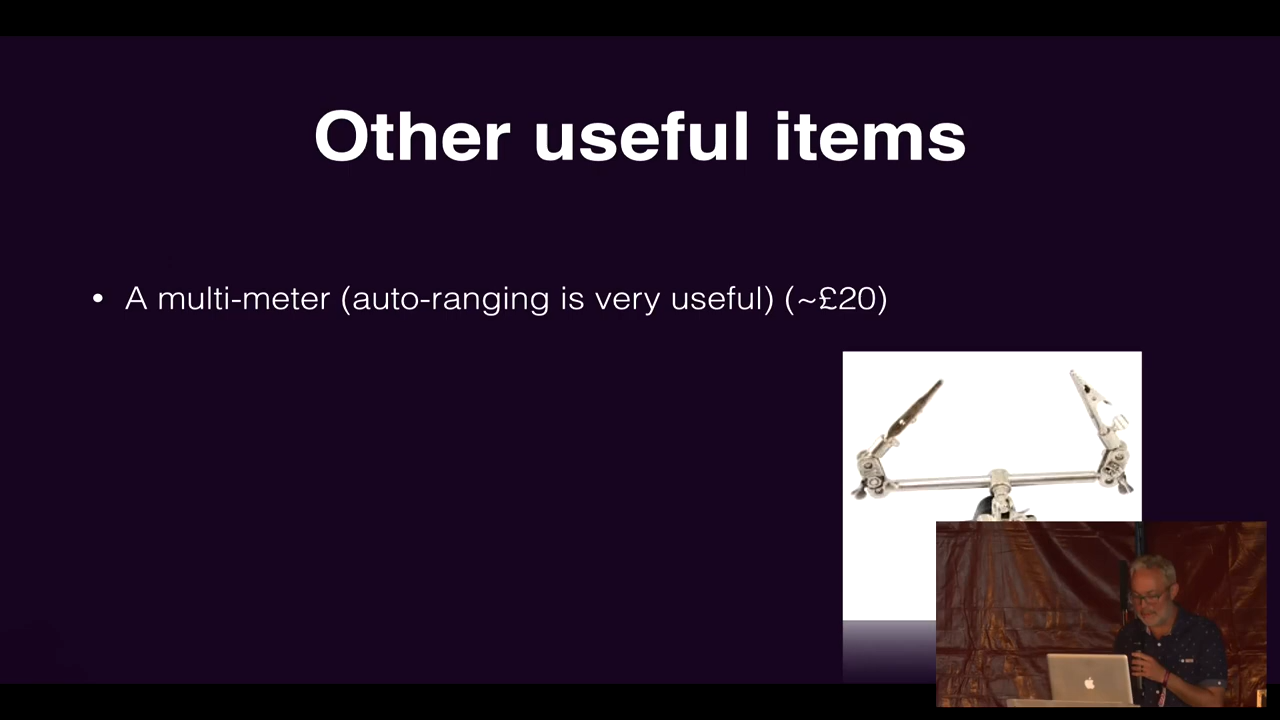 Other useful items
• A multi-meter (auto-ranging is very useful) (~£20)